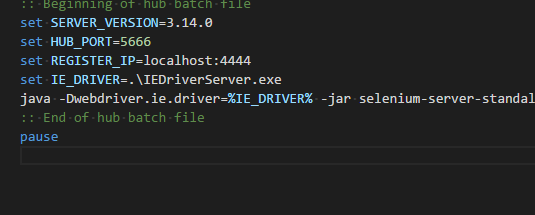 :: Beginning of hub batch file
set SERVER_VERSION=3.14.0
set HUB_PORT=5666
set REGISTER_IP=localhost:4444
set IE_DRIVER=.\IEDriverServer.exe
java -Dwebdriver.ie.driver=%IE_DRIVER% -jar selenium-server-standal
:: End of hub batch file
pause